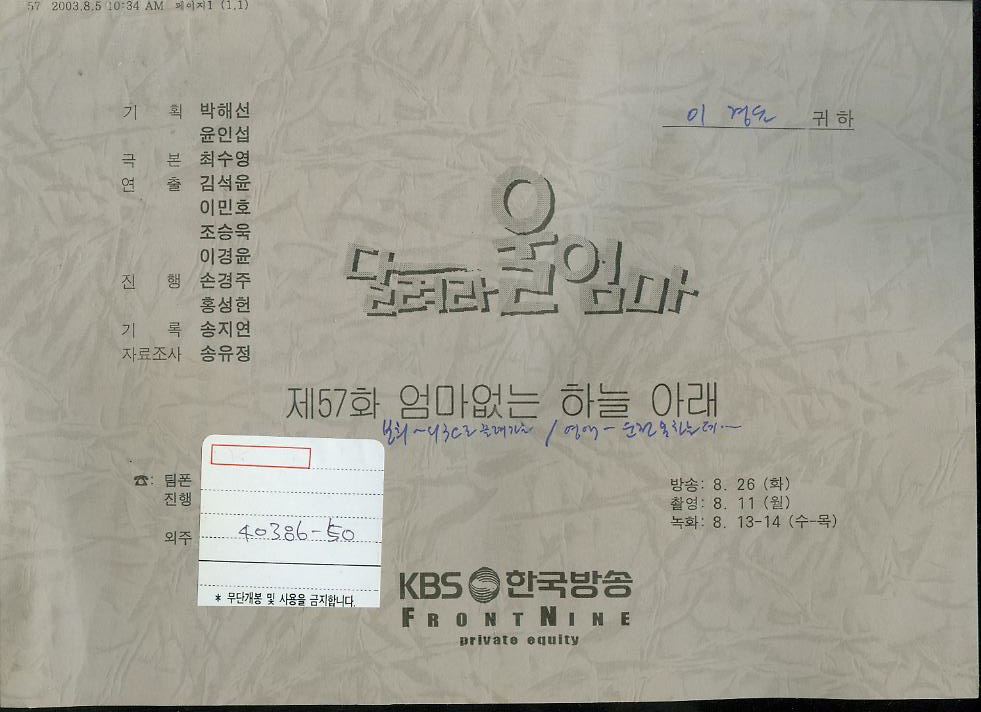 57 2003.8.5 10:34 AM 페이지1 (1,1)
기 획 박해선
윤인섭
극 본 최수영
연 출 김석윤
이민호
조승욱
이경윤
진 행 손경주
홍성헌
기 록 송지연
자료조사 송유정
이 귀하
달려라 울엄마
제57화 엄마없는 하늘 아래
☎: 팀폰
진행
외주
40386-50
* 무단개봉 및 사용을 금지합니다.
방송: 8. 26 (화)
촬영: 8. 11 (월)
녹화: 8. 13-14 (수-목)
KBS 한국방송
FRONTNINE
private equity